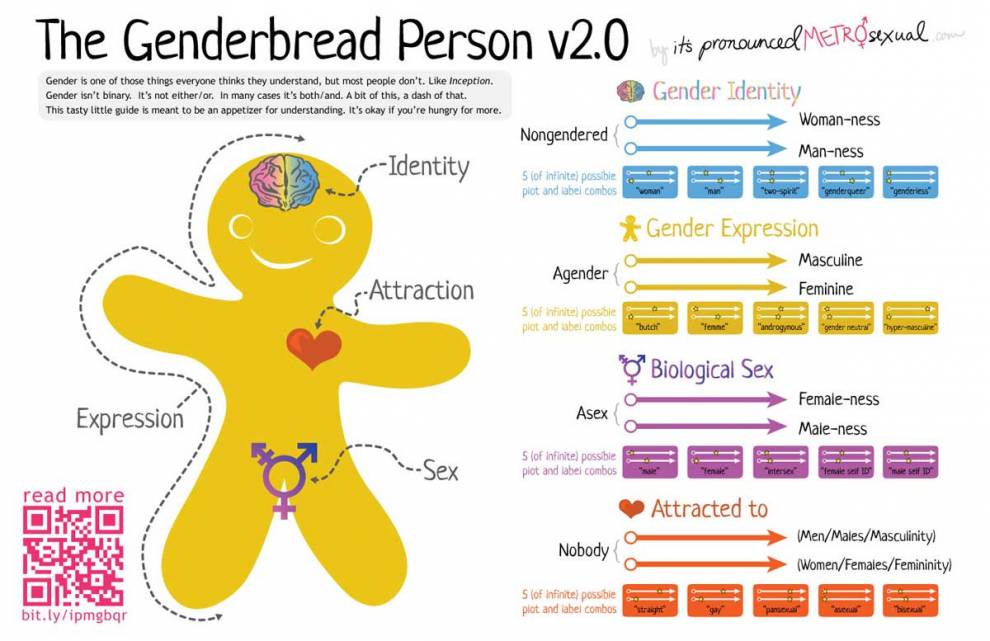 The Genderbread Person v2.0
by it's pronounced METROsexual .com
Gender is one of those things everyone thinks they understand, but most people don't. Like Inception.
Gender isn't binary. It's not either/or. In many cases it's both/and. A bit of this, a dash of that.
This tasty little guide is meant to be an appetizer for understanding. It's okay if you're hungry for more.
Identity
Attraction
Expression
Sex
read more
bit.ly/ipmgbqr
Gender Identity
Nongendered
Woman-ness
Man-ness
5 (of infinite) possible
plot and label combos
"woman" "man" "two-spirit" "genderqueer" "genderless"
Gender Expression
Agender
Masculine
Feminine
5 (of infinite) possible
plot and label combos
"butch" "femme" "androgynous" "gender neutral" "hyper-masculine"
Biological Sex
Asex
Female-ness
Male-ness
5 (of infinite) possible
plot and label combos
"male" "female" "intersex" "female self ID" "male self ID"
Attracted to
Nobody
(Men/Males/Masculinity)
(Women/Females/Femininity)
5 (of infinite) possible
plot and label combos
"straight" "gay" "pansexual" "asexual" "bisexual"